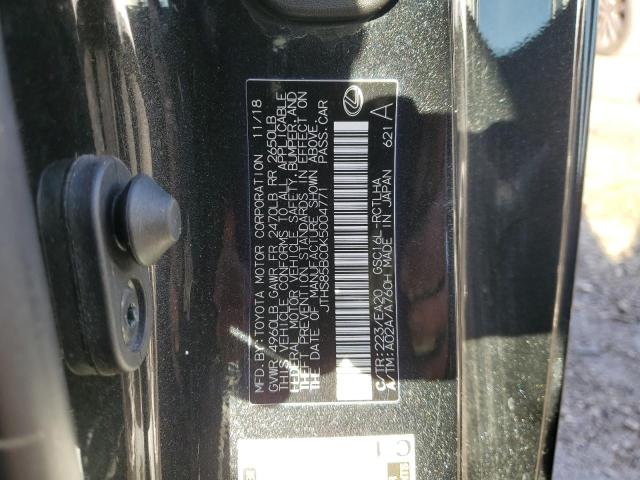 MFD.BY:TOYOTA MOTOR CORPORATION 11/18
GVWR 4960LB GAWR FR 2470LB RR 2650LB
THIS VEHICLE CONFORMS TO ALL APPLICABLE
FEDERAL MOTOR VEHICLE SAFETY,BUMPER,AND
THEFT PREVENTION STANDARDS IN EFFECT ON
THE DATE OF MANUFACTURE SHOWN ABOVE.
JTHS85BC0K5004771 PASS.CAR
C/TR:223/EA20 GSC16L-RCTLHA
A/TM:A02A/A760H MADE IN JAPAN 621 A
C1